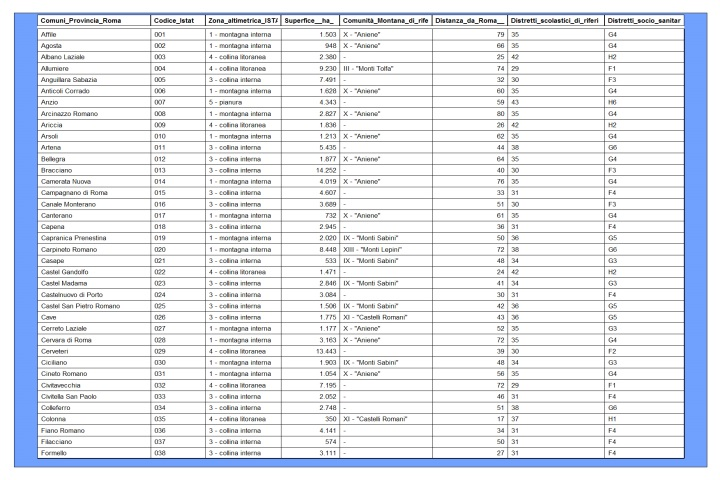 Comuni_Provincia_Roma Codice_Istat Zona_altimetrica_IST/ Superfice__ha_ Comunità_Montana_di_rife Distanza_da_Roma__ Distretti_scolastici_di_riferi Distretti_socio_sanitar
Affile 001 1 - montagna interna 1.503 X - "Aniene" 79 35 G4
Agosta 002 1 - montagna interna 948 X - "Aniene" 66 35 G4
Albano Laziale 003 4 - collina litoranea 2.380 - 25 42 H2
Allumiere 004 4 - collina litoranea 9.230 III - "Monti Tolfa" 74 29 F1
Anguillara Sabazia 005 3 - collina interna 7.491 - 32 30 F3
Anticoli Corrado 006 1 - montagna interna 1.628 X - "Aniene" 60 35 G4
Anzio 007 5 - pianura 4.343 - 59 43 H6
Arcinazzo Romano 008 1 - montagna interna 2.827 X - "Aniene" 80 35 G4
Ariccia 009 4 - collina litoranea 1.836 - 26 42 H2
Arsoli 010 1 - montagna interna 1.213 X - "Aniene" 62 35 G4
Artena 011 3 - collina interna 5.435 - 44 38 G6
Bellegra 012 3 - collina interna 1.877 X - "Aniene" 64 35 G4
Bracciano 013 3 - collina interna 14.252 - 40 30 F3
Camerata Nuova 014 1 - montagna interna 4.019 X - "Aniene" 76 35 G4
Campagnano di Roma 015 3 - collina interna 4.607 - 33 31 F4
Canale Monterano 016 3 - collina interna 3.689 - 51 30 F3
Canterano 017 1 - montagna interna 732 X - "Aniene" 61 35 G4
Capena 018 3 - collina interna 2.945 - 36 31 F4
Capranica Prenestina 019 1 - montagna interna 2.020 IX - "Monti Sabini" 50 36 G5
Carpineto Romano 020 1 - montagna interna 8.448 XIII - "Monti Lepini" 72 38 G6
Casape 021 3 - collina interna 533 IX - "Monti Sabini" 48 34 G3
Castel Gandolfo 022 4 - collina litoranea 1.471 - 24 42 H2
Castel Madama 023 3 - collina interna 2.846 IX - "Monti Sabini" 41 34 G3
Castelnuovo di Porto 024 3 - collina interna 3.084 - 30 31 F4
Castel San Pietro Romano 025 3 - collina interna 1.506 IX - "Monti Sabini" 42 36 G5
Cave 026 3 - collina interna 1.775 XI - "Castelli Romani" 43 36 G5
Cerreto Laziale 027 1 - montagna interna 1.177 X - "Aniene" 52 35 G3
Cervara di Roma 028 1 - montagna interna 3.163 X - "Aniene" 72 35 G4
Cerveteri 029 4 - collina litoranea 13.443 - 39 30 F2
Ciciliano 030 1 - montagna interna 1.903 IX - "Monti Sabini" 48 34 G3
Cineto Romano 031 1 - montagna interna 1.054 X - "Aniene" 56 35 G4
Civitavecchia 032 4 - collina litoranea 7.195 - 72 29 F1
Civitella San Paolo 033 3 - collina interna 2.052 - 46 31 F4
Colleferro 034 3 - collina interna 2.748 - 51 38 G6
Colonna 035 4 - collina litoranea 350 XI - "Castelli Romani" 17 37 H1
Fiano Romano 036 3 - collina interna 4.141 - 34 31 F4
Filacciano 037 3 - collina interna 574 - 50 31 F4
Formello 038 3 - collina interna 3.111 - 27 31 F4